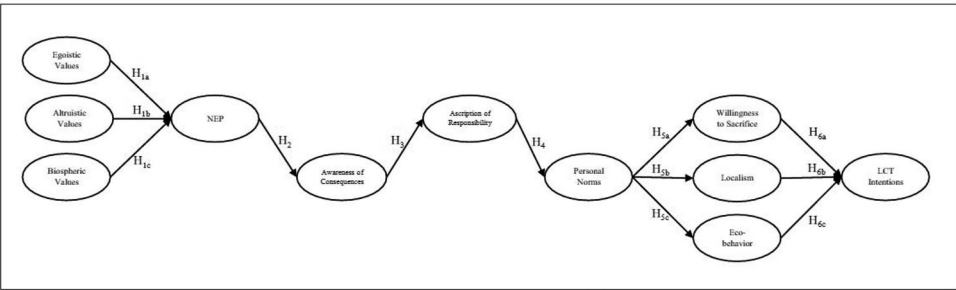 Egoistic
Values
H1a
Altruistic
Values
H1b
Biospheric
Values
H1c
NEP
H2
Awareness of
Consequences
H3
Ascription of
Responsibility
H4
Personal
Norms
H5a
H5b
H5c
Willingness
to Sacrifice
Localism
Eco-
behavior
H6a
H6b
H6c
LCT
Intentions